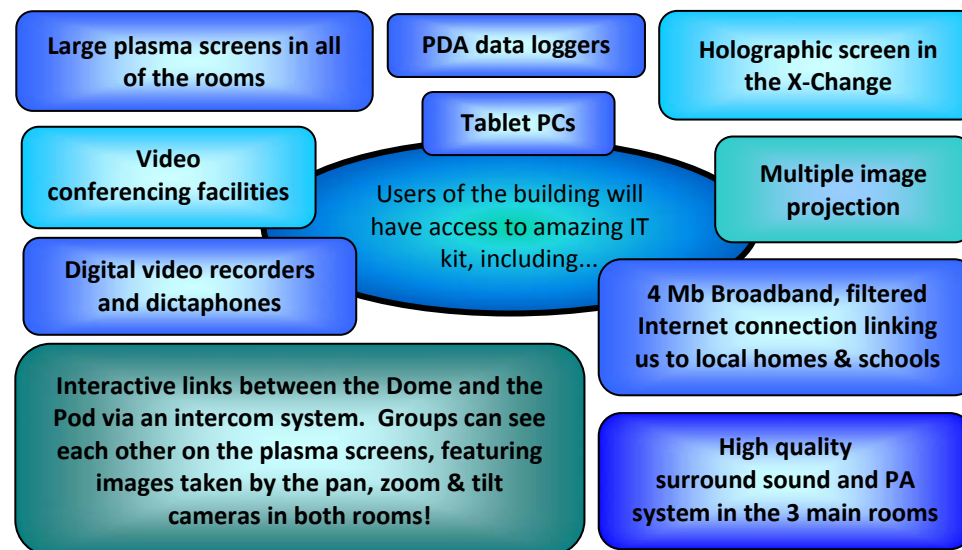 Large plasma screens in all
of the rooms
PDA data loggers
Holographic screen in
the X-Change
Tablet PCs
Video
conferencing facilities
Users of the building will
have access to amazing IT
kit, including...
Multiple image
projection
Digital video recorders
and dictaphones
4 Mb Broadband, filtered
Internet connection linking
us to local homes & schools
Interactive links between the Dome and the
Pod via an intercom system.  Groups can see
each other on the plasma screens, featuring
images taken by the pan, zoom & tilt
cameras in both rooms!
High quality
surround sound and PA
system in the 3 main rooms